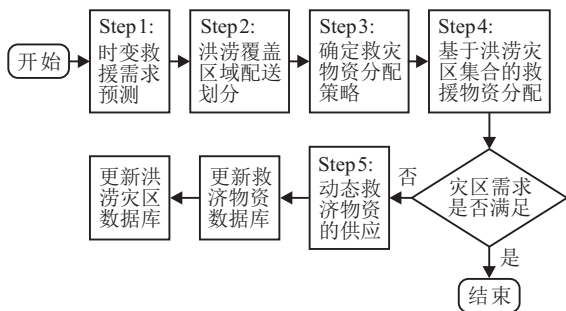 开始
Step1:
时变救
援需求
预测
Step2:
洪涝覆盖
区域配送
划分
Step3:
确定救灾
物资分配
策略
Step4:
基于洪涝灾
区集合的救
援物资分配
灾区需求
是否满足
否
是
结束
Step5:
动态救
济物资
的供应
更新救
济物资
数据库
更新洪
涝灾区
数据库